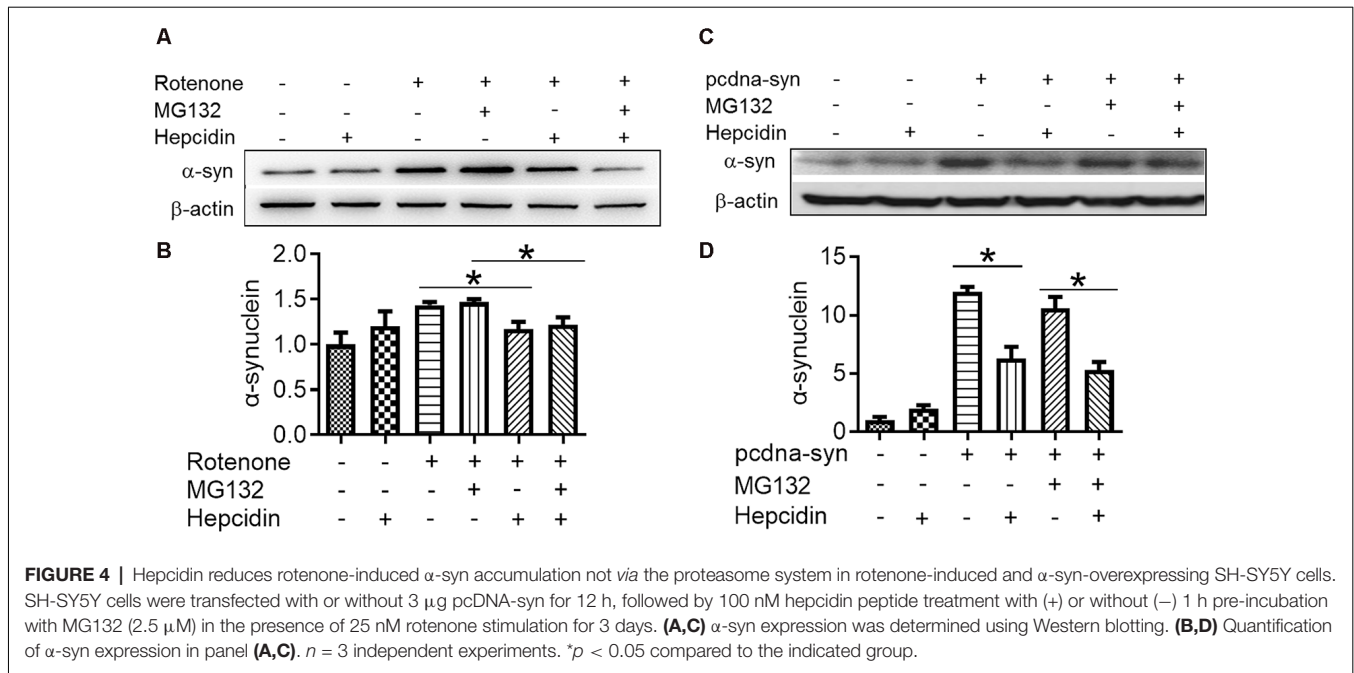 A
Rotenone - - + + + +
MG132 - - - + - +
Hepcidin - + - - + +
α-syn
β-actin
C
pcdna-syn - - + + + +
MG132 - - - - + +
Hepcidin - + - + - +
α-syn
β-actin
B
α-synuclein
2.0
1.5
1.0
0.5
0.0
*
*
Rotenone - - + + + +
MG132 - - - + - +
Hepcidin - + - - + +
D
α-synuclein
15
10
5
0
*
*
pcdna-syn - - + + + +
MG132 - - - - + +
Hepcidin - + - + - +
FIGURE 4 | Hepcidin reduces rotenone-induced α-syn accumulation not via the proteasome system in rotenone-induced and α-syn-overexpressing SH-SY5Y cells.
SH-SY5Y cells were transfected with or without 3 μg pcDNA-syn for 12 h, followed by 100 nM hepcidin peptide treatment with (+) or without (−) 1 h pre-incubation
with MG132 (2.5 μM) in the presence of 25 nM rotenone stimulation for 3 days. (A,C) α-syn expression was determined using Western blotting. (B,D) Quantification
of α-syn expression in panel (A,C). n = 3 independent experiments. *p < 0.05 compared to the indicated group.